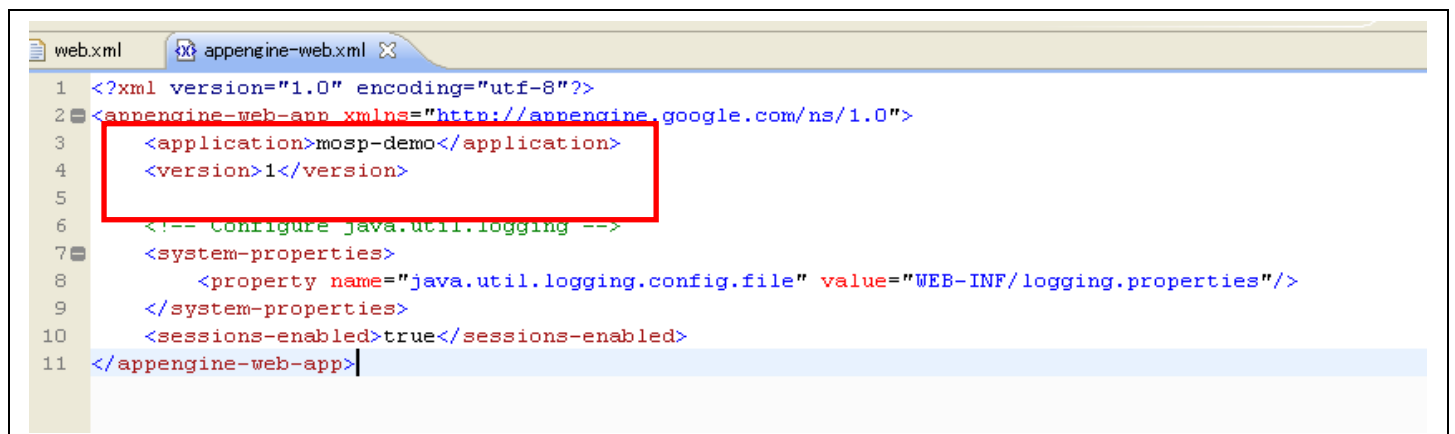 web.xml appengine-web.xml
1 <?xml version="1.0" encoding="utf-8"?>
2 <appengine-web-app xmlns="http://appengine.google.com/ns/1.0">
3 <application>mosp-demo</application>
4 <version>1</version>
5
6 <!-- Configure java.util.logging -->
7 <system-properties>
8 <property name="java.util.logging.config.file" value="WEB-INF/logging.properties"/>
9 </system-properties>
10 <sessions-enabled>true</sessions-enabled>
11 </appengine-web-app>